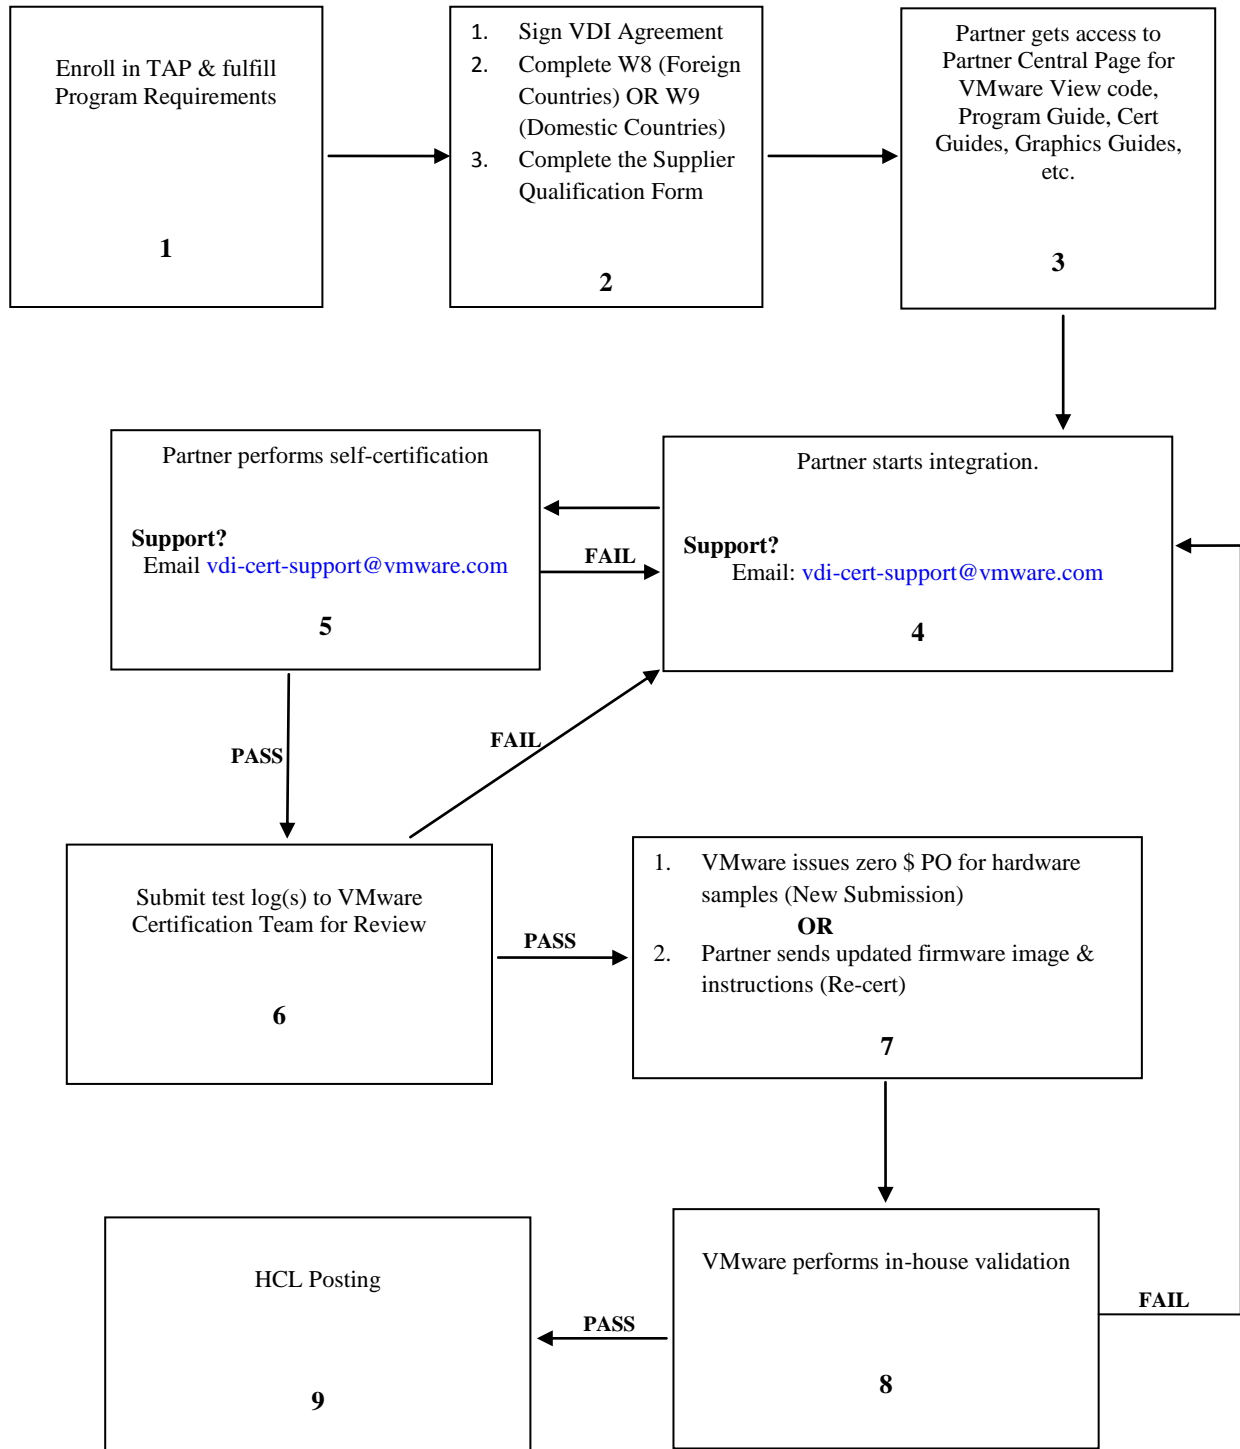 Enroll in TAP & fulfill
Program Requirements
1
1. Sign VDI Agreement
2. Complete W8 (Foreign
Countries) OR W9
(Domestic Countries)
3. Complete the Supplier
Qualification Form
2
Partner gets access to
Partner Central Page for
VMware View code,
Program Guide, Cert
Guides, Graphics Guides,
etc.
3
Partner performs self-certification
Support?
Email vdi-cert-support@vmware.com
5
FAIL
Partner starts integration.
Support?
Email: vdi-cert-support@vmware.com
4
PASS
FAIL
Submit test log(s) to VMware
Certification Team for Review
6
PASS
1. VMware issues zero $ PO for hardware
samples (New Submission)
OR
2. Partner sends updated firmware image &
instructions (Re-cert)
7
HCL Posting
9
PASS
VMware performs in-house validation
8
FAIL